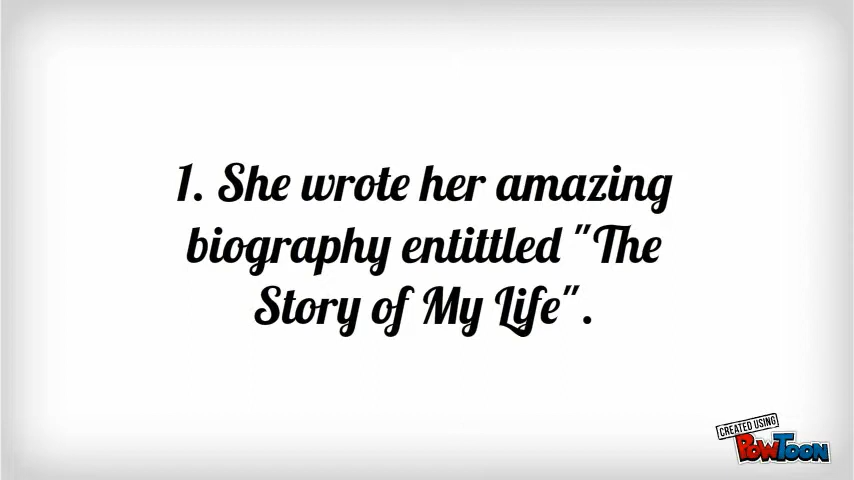 1. She wrote her amazing
biography entittled "The
Story of My Life".
CREATED USING
POWTOON